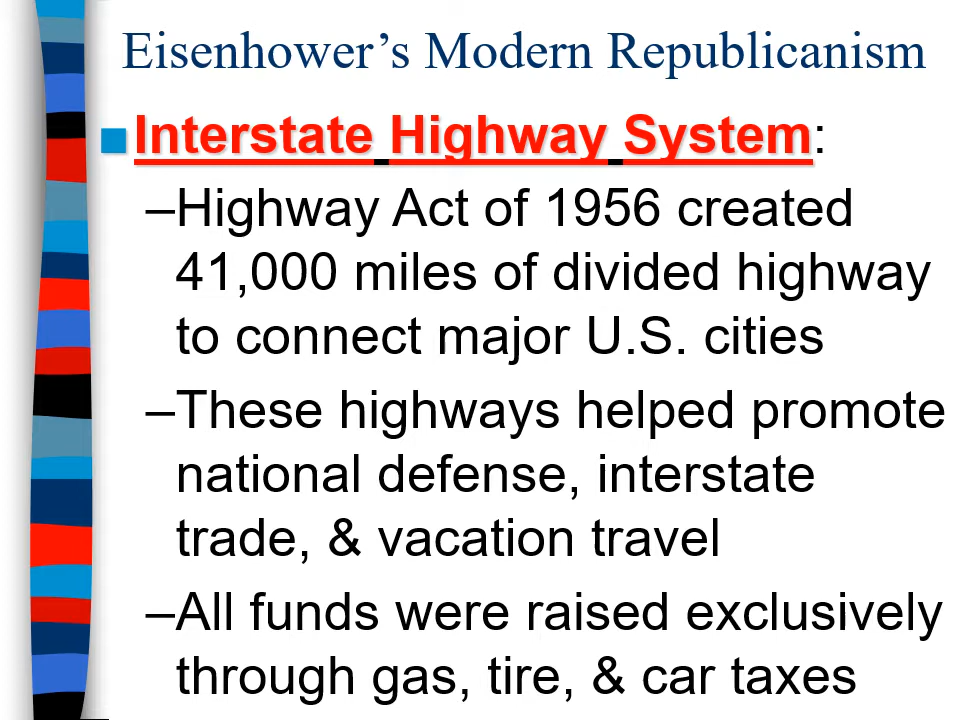 Eisenhower’s Modern Republicanism
■Interstate Highway System:
–Highway Act of 1956 created
41,000 miles of divided highway
to connect major U.S. cities
–These highways helped promote
national defense, interstate
trade, & vacation travel
–All funds were raised exclusively
through gas, tire, & car taxes